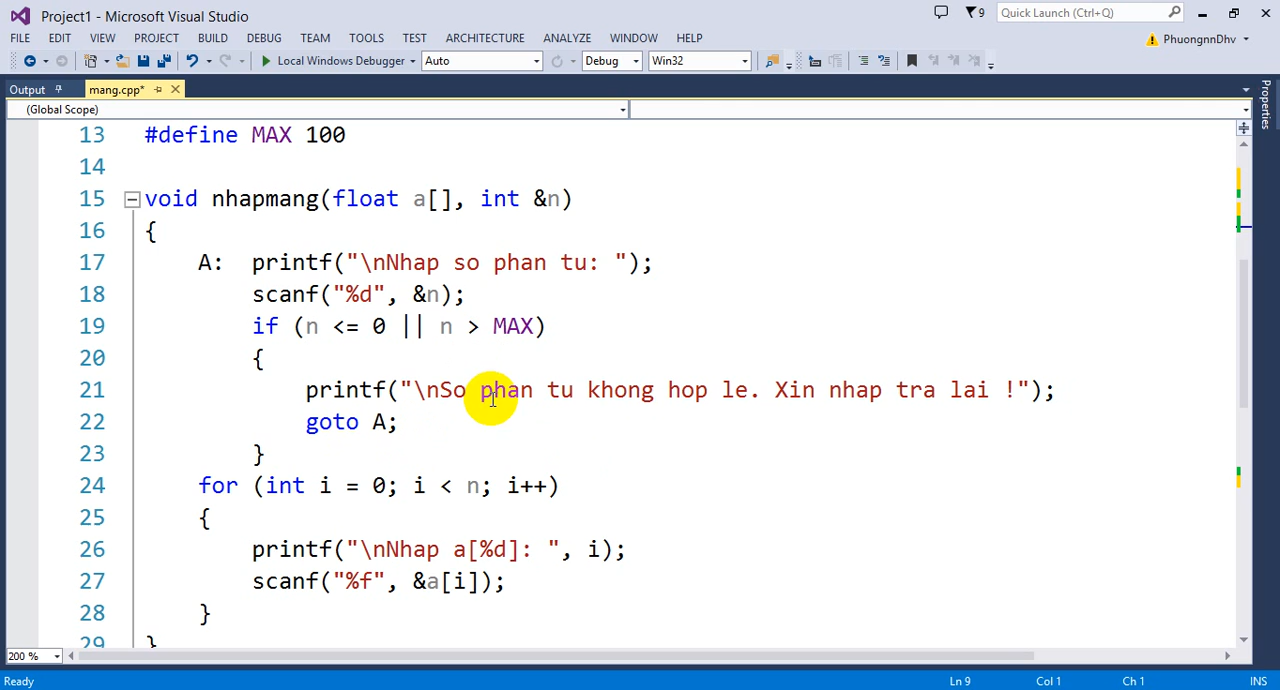 Project1 - Microsoft Visual Studio
9
Quick Launch (Ctrl+Q)
FILE EDIT VIEW PROJECT BUILD DEBUG TEAM TOOLS TEST ARCHITECTURE ANALYZE WINDOW HELP
PhuongnnDhv
Local Windows Debugger Auto Debug Win32
Output mang.cpp*
(Global Scope)
Properties
13 #define MAX 100
14
15 void nhapmang(float a[], int &n)
16 {
17 A: printf("\nNhap so phan tu: ");
18 scanf("%d", &n);
19 if (n <= 0 || n > MAX)
20 {
21 printf("\nSo phan tu khong hop le. Xin nhap tra lai !");
22 goto A;
23 }
24 for (int i = 0; i < n; i++)
25 {
26 printf("\nNhap a[%d]: ", i);
27 scanf("%f", &a[i]);
28 }
29 }
200 %
Ready Ln 9 Col 1 Ch 1 INS